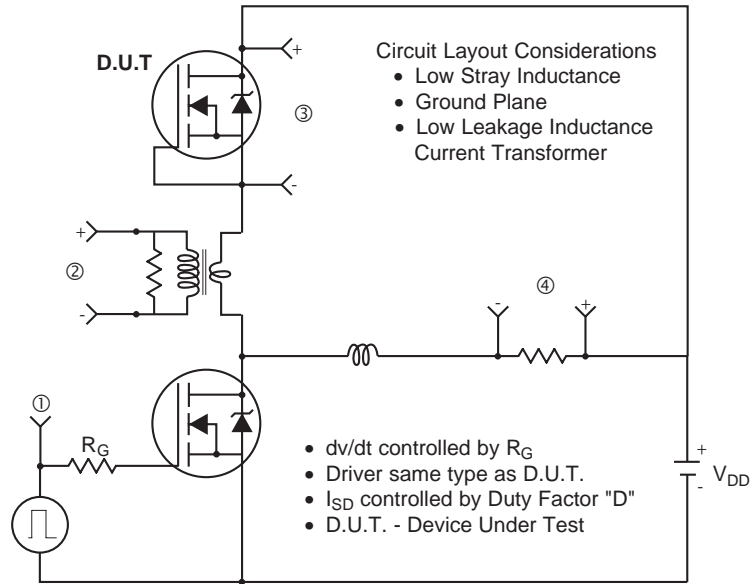 D.U.T
+
Circuit Layout Considerations
• Low Stray Inductance
• Ground Plane
• Low Leakage Inductance
Current Transformer
③
-
+
②
-
④
-
+
①
R_G
• dv/dt controlled by R_G
• Driver same type as D.U.T.
• I_SD controlled by Duty Factor "D"
• D.U.T. - Device Under Test
+
V_DD
-